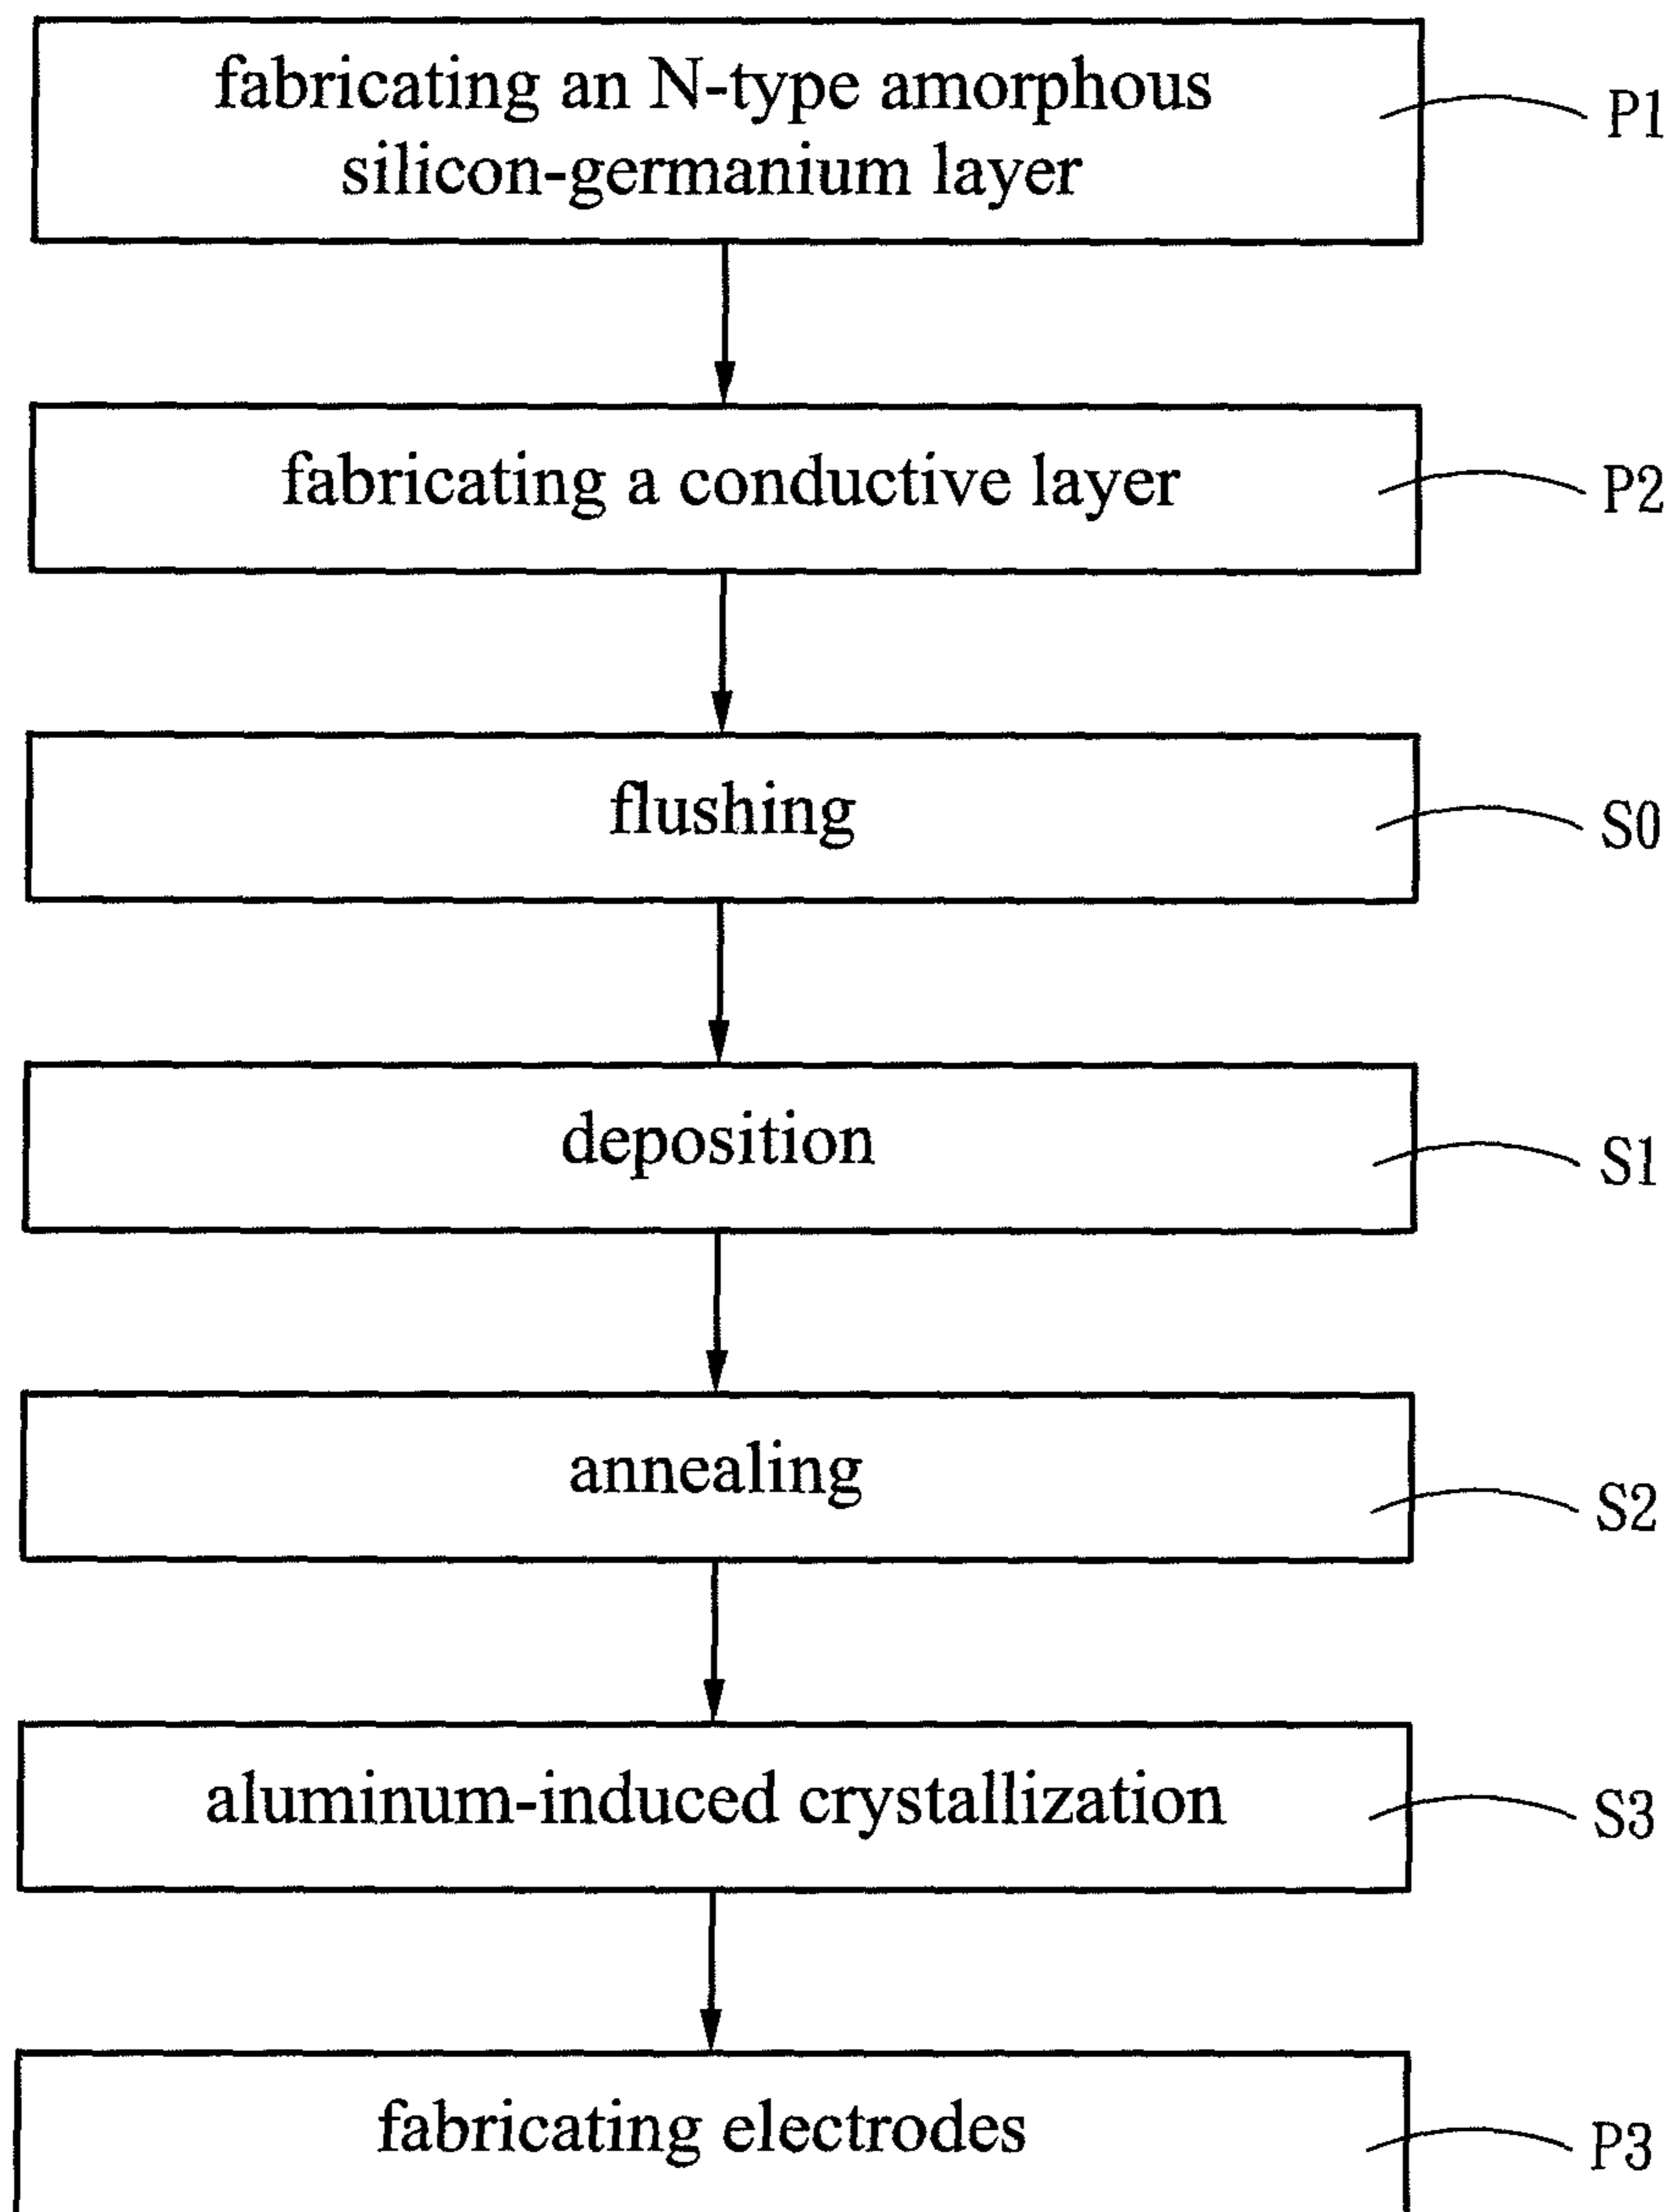 fabricating an N-type amorphous
silicon-germanium layer
P1
fabricating a conductive layer
P2
flushing
S0
deposition
S1
annealing
S2
aluminum-induced crystallization
S3
fabricating electrodes
P3